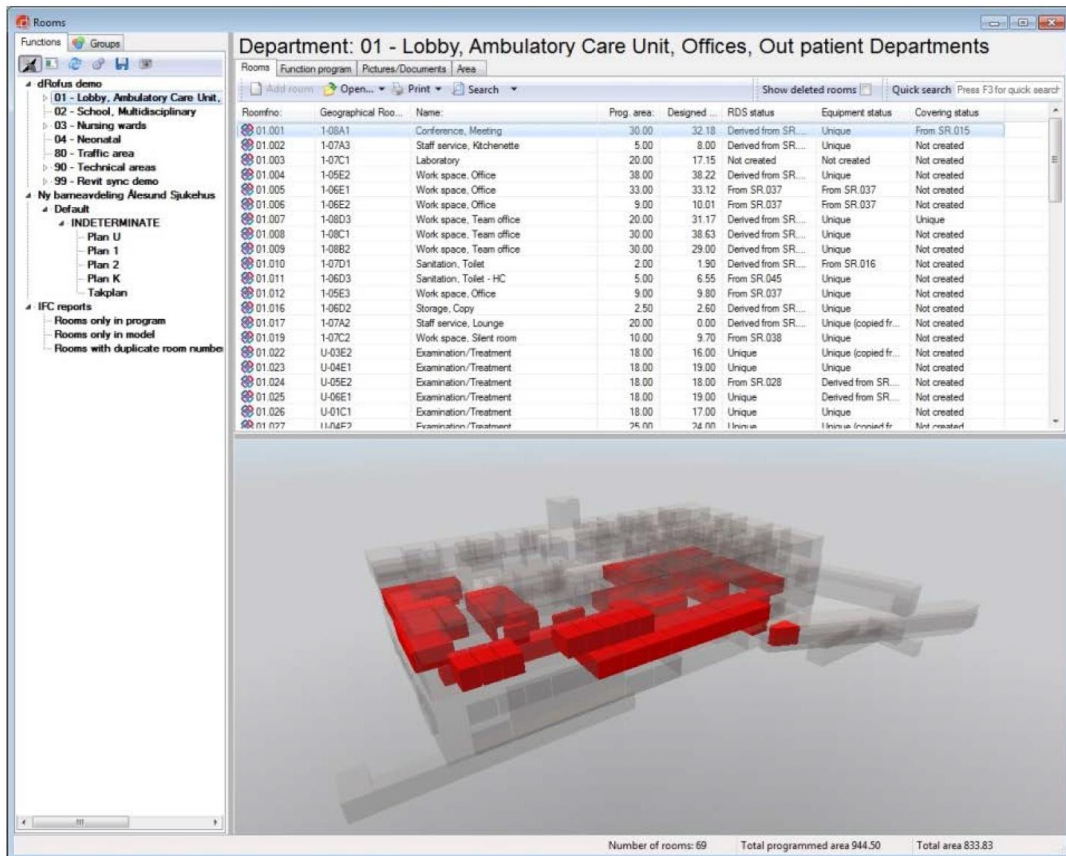 Rooms
Functions Groups
Department: 01 - Lobby, Ambulatory Care Unit, Offices, Out patient Departments
Rooms Function program Pictures/Documents Area
Add room Open... Print Search Show deleted rooms Quick search Press F3 for quick search
dRofus demo
01 - Lobby, Ambulatory Care Unit,
02 - School, Multidisciplinary
03 - Nursing wards
04 - Neonatal
80 - Traffic area
90 - Technical areas
99 - Revit sync demo
Ny barneavdeling Ålesund Sjukehus
Default
INDETERMINATE
Plan U
Plan 1
Plan 2
Plan K
Takplan
IFC reports
Rooms only in program
Rooms only in model
Rooms with duplicate room number
Roomfno: Geographical Roo... Name: Prog. area: Designed ... RDS status Equipment status Covering status
01.001 1-08A1 Conference, Meeting 30.00 32.18 Derived from SR.... Unique From SR.015
01.002 1-07A3 Staff service, Kitchenette 5.00 8.00 Derived from SR.... Unique Not created
01.003 1-07C1 Laboratory 20.00 17.15 Not created Not created Not created
01.004 1-05E2 Work space, Office 38.00 38.22 Derived from SR.... Unique Not created
01.005 1-06E1 Work space, Office 33.00 33.12 From SR.037 From SR.037 Not created
01.006 1-06E2 Work space, Office 9.00 10.01 From SR.037 From SR.037 Not created
01.007 1-08D3 Work space, Team office 20.00 31.17 Derived from SR.... Unique Unique
01.008 1-08C1 Work space, Team office 30.00 38.63 Derived from SR.... Unique Not created
01.009 1-08B2 Work space, Team office 30.00 29.00 Derived from SR.... Unique Not created
01.010 1-07D1 Sanitation, Toilet 2.00 1.90 Derived from SR.... From SR.016 Not created
01.011 1-06D3 Sanitation, Toilet - HC 5.00 6.55 From SR.045 Unique Not created
01.012 1-05E3 Work space, Office 9.00 9.80 From SR.037 Unique Not created
01.016 1-06D2 Storage, Copy 2.50 2.60 Derived from SR.... Unique Not created
01.017 1-07A2 Staff service, Lounge 20.00 0.00 Derived from SR.... Unique (copied fr... Not created
01.019 1-07C2 Work space, Silent room 10.00 9.70 From SR.038 Unique Not created
01.022 U-03E2 Examination/Treatment 18.00 16.00 Unique Unique (copied fr... Not created
01.023 U-04E1 Examination/Treatment 18.00 19.00 Unique Unique Not created
01.024 U-05E2 Examination/Treatment 18.00 18.00 From SR.028 Derived from SR.... Not created
01.025 U-06E1 Examination/Treatment 18.00 19.00 Unique Derived from SR.... Not created
01.026 U-01C1 Examination/Treatment 18.00 17.00 Unique Unique Not created
01.027 U-04F2 Examination/Treatment 25.00 24.00 Unique Unique (copied fr... Not created
Number of rooms: 69 Total programmed area 944.50 Total area 833.83